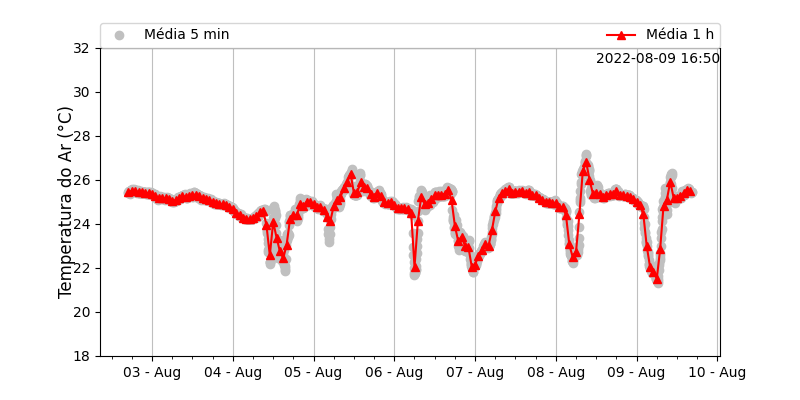 Média 5 min
Média 1 h
2022-08-09 16:50
Temperatura do Ar (°C)
32
30
28
26
24
22
20
18
03 - Aug
04 - Aug
05 - Aug
06 - Aug
07 - Aug
08 - Aug
09 - Aug
10 - Aug